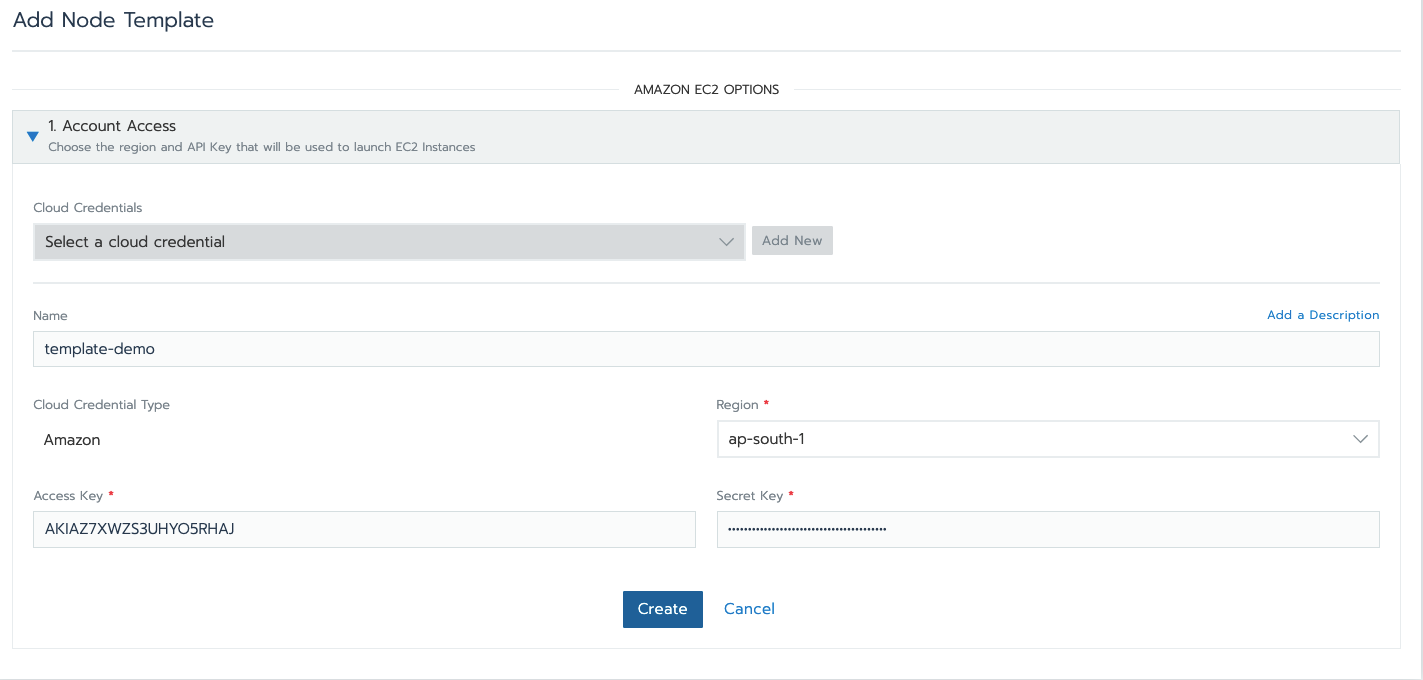 Add Node Template
AMAZON EC2 OPTIONS
1. Account Access
Choose the region and API Key that will be used to launch EC2 Instances
Cloud Credentials
Select a cloud credential
Add New
Name
Add a Description
template-demo
Cloud Credential Type
Region *
Amazon
ap-south-1
Access Key *
Secret Key *
AKIAZ7XWZS3UHYO5RHAJ
••••••••••••••••••••••••••••••••••••••••
Create
Cancel